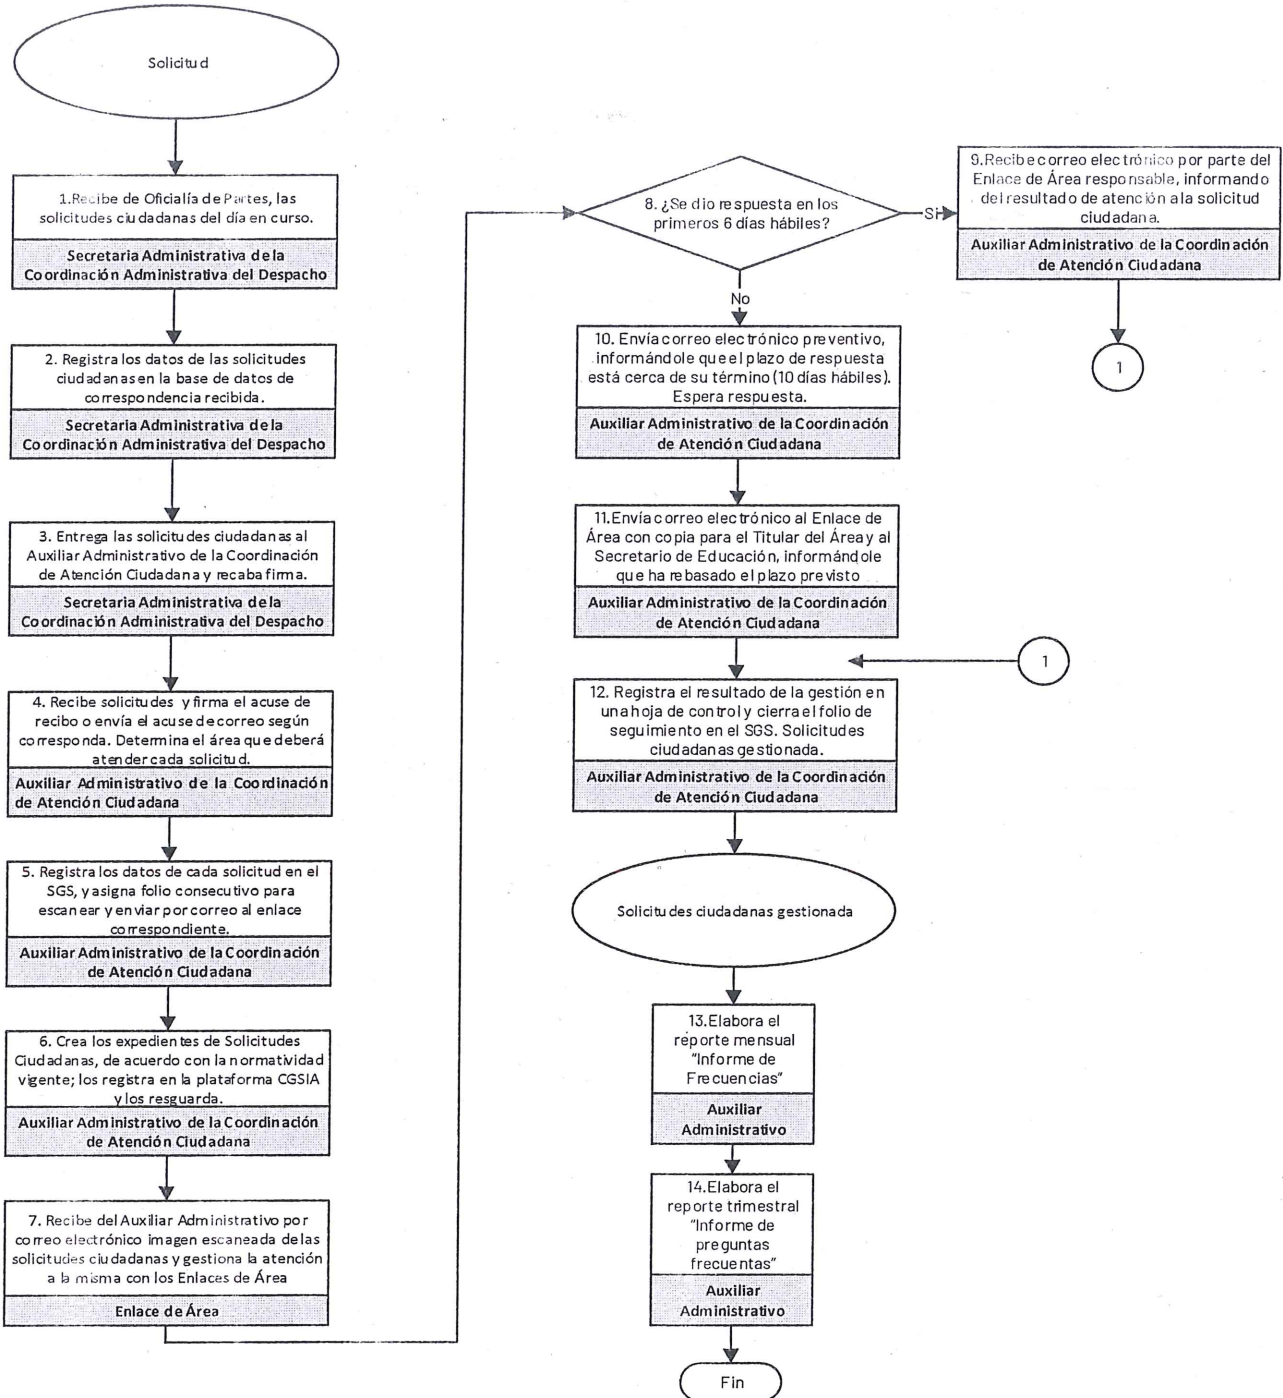 Solicitud
1.Recibe de Oficialía de Partes, las
solicitudes ciudadanas del día en curso.
Secretaria Administrativa de la
Coordinación Administrativa del Despacho
2. Registra los datos de las solicitudes
ciudadanas en la base de datos de
correspondencia recibida.
Secretaria Administrativa de la
Coordinación Administrativa del Despacho
3. Entrega las solicitudes ciudadanas al
Auxiliar Administrativo de la Coordinación
de Atención Ciudadana y recaba firma.
Secretaria Administrativa de la
Coordinación Administrativa del Despacho
4. Recibe solicitudes y firma el acuse de
recibo o envía el acuse de correo según
corresponda. Determina el área que deberá
atender cada solicitud.
Auxiliar Administrativo de la Coordinación
de Atención Ciudadana
5. Registra los datos de cada solicitud en el
SGS, y asigna folio consecutivo para
escanear y enviar por correo al enlace
correspondiente.
Auxiliar Administrativo de la Coordinación
de Atención Ciudadana
6. Crea los expedientes de Solicitudes
Ciudadanas, de acuerdo con la normatividad
vigente; los registra en la plataforma CGSIA
y los resguarda.
Auxiliar Administrativo de la Coordinación
de Atención Ciudadana
7. Recibe del Auxiliar Administrativo por
correo electrónico imagen escaneada de las
solicitudes ciudadanas y gestiona la atención
a la misma con los Enlaces de Área
Enlace de Área
8. ¿Se dio respuesta en los
primeros 6 días hábiles?
Si
No
9.Recibe correo electrónico por parte del
Enlace de Área responsable, informando
del resultado de atención a la solicitud
ciudadana.
Auxiliar Administrativo de la Coordinación
de Atención Ciudadana
1
10. Envía correo electrónico preventivo,
informándole que el plazo de respuesta
está cerca de su término (10 días hábiles).
Espera respuesta.
Auxiliar Administrativo de la Coordinación
de Atención Ciudadana
11.Envía correo electrónico al Enlace de
Área con copia para el Titular del Área y al
Secretario de Educación, informándole
que ha rebasado el plazo previsto
Auxiliar Administrativo de la Coordinación
de Atención Ciudadana
1
12. Registra el resultado de la gestión en
una hoja de control y cierra el folio de
seguimiento en el SGS. Solicitudes
ciudadanas gestionada.
Auxiliar Administrativo de la Coordinación
de Atención Ciudadana
Solicitudes ciudadanas gestionada
13.Elabora el
reporte mensual
"Informe de
Frecuencias"
Auxiliar
Administrativo
14.Elabora el
reporte trimestral
"Informe de
preguntas
frecuentas"
Auxiliar
Administrativo
Fin